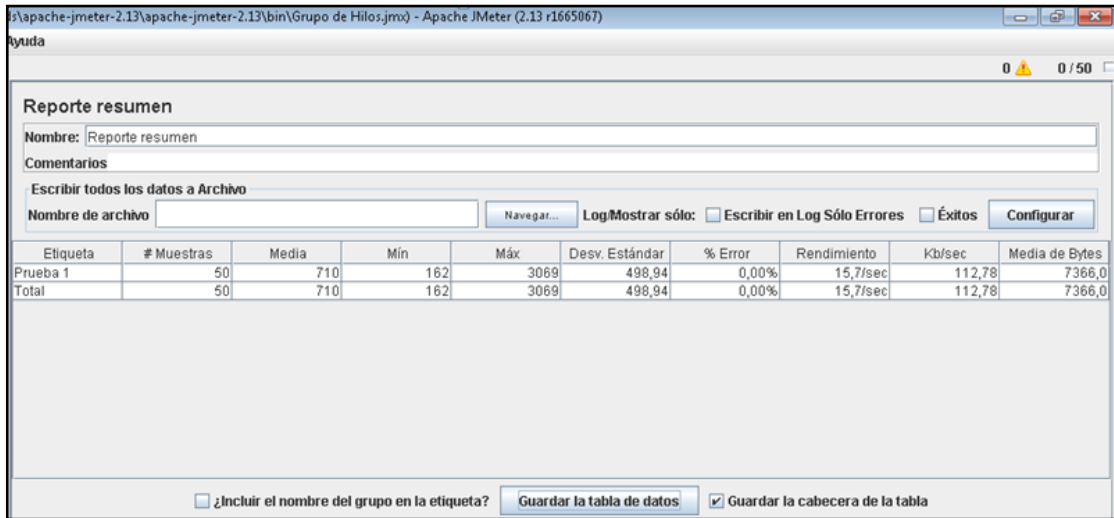 ls\apache-jmeter-2.13\apache-jmeter-2.13\bin\Grupo de Hilos.jmx) - Apache JMeter (2.13 r1665067)
Ayuda
0 0 / 50
Reporte resumen
Nombre: Reporte resumen
Comentarios
Escribir todos los datos a Archivo
Nombre de archivo Navegar... Log/Mostrar sólo: Escribir en Log Sólo Errores Éxitos Configurar
Etiqueta # Muestras Media Mín Máx Desv. Estándar % Error Rendimiento Kb/sec Media de Bytes
Prueba 1 50 710 162 3069 498,94 0,00% 15,7/sec 112,78 7366,0
Total 50 710 162 3069 498,94 0,00% 15,7/sec 112,78 7366,0
¿Incluir el nombre del grupo en la etiqueta? Guardar la tabla de datos Guardar la cabecera de la tabla